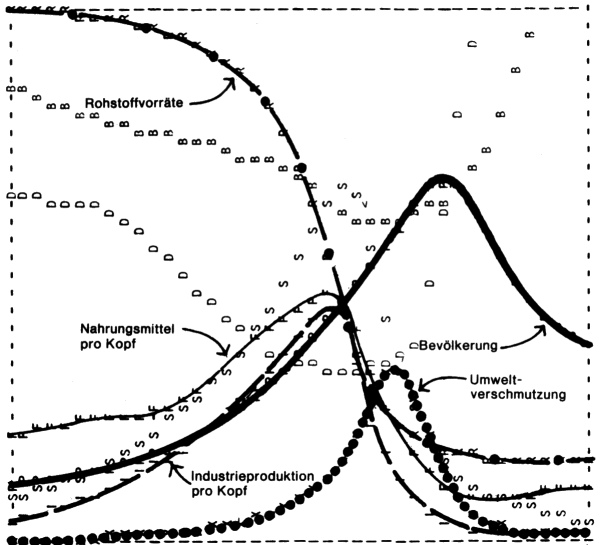 Rohstoffvorräte
Nahrungsmittel
pro Kopf
Bevölkerung
Umwelt-
verschmutzung
Industrieproduktion
pro Kopf